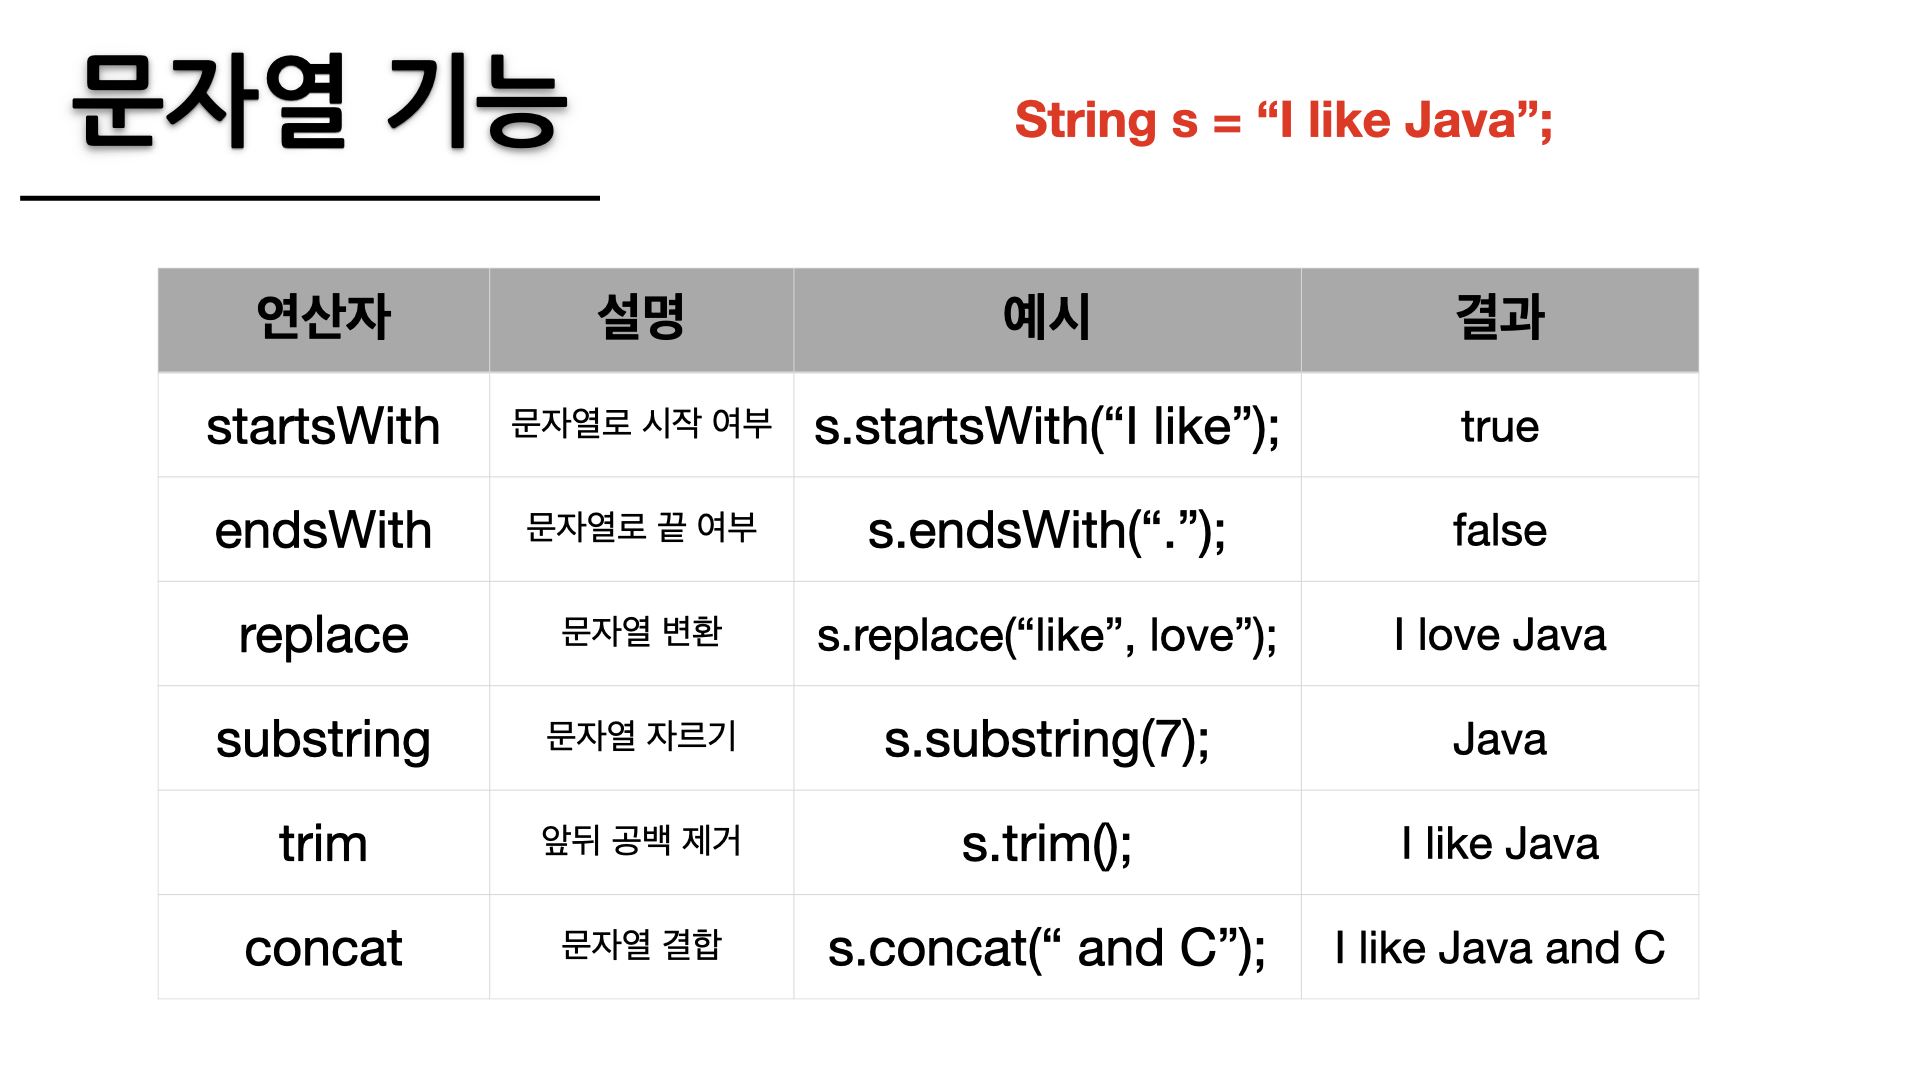 문자열 기능
String s = “I like Java”;
연산자 설명 예시 결과
startsWith 문자열로 시작 여부 s.startsWith(“I like”); true
endsWith 문자열로 끝 여부 s.endsWith(“.”); false
replace 문자열 변환 s.replace(“like”, love”); I love Java
substring 문자열 자르기 s.substring(7); Java
trim 앞뒤 공백 제거 s.trim(); I like Java
concat 문자열 결합 s.concat(“ and C”); I like Java and C